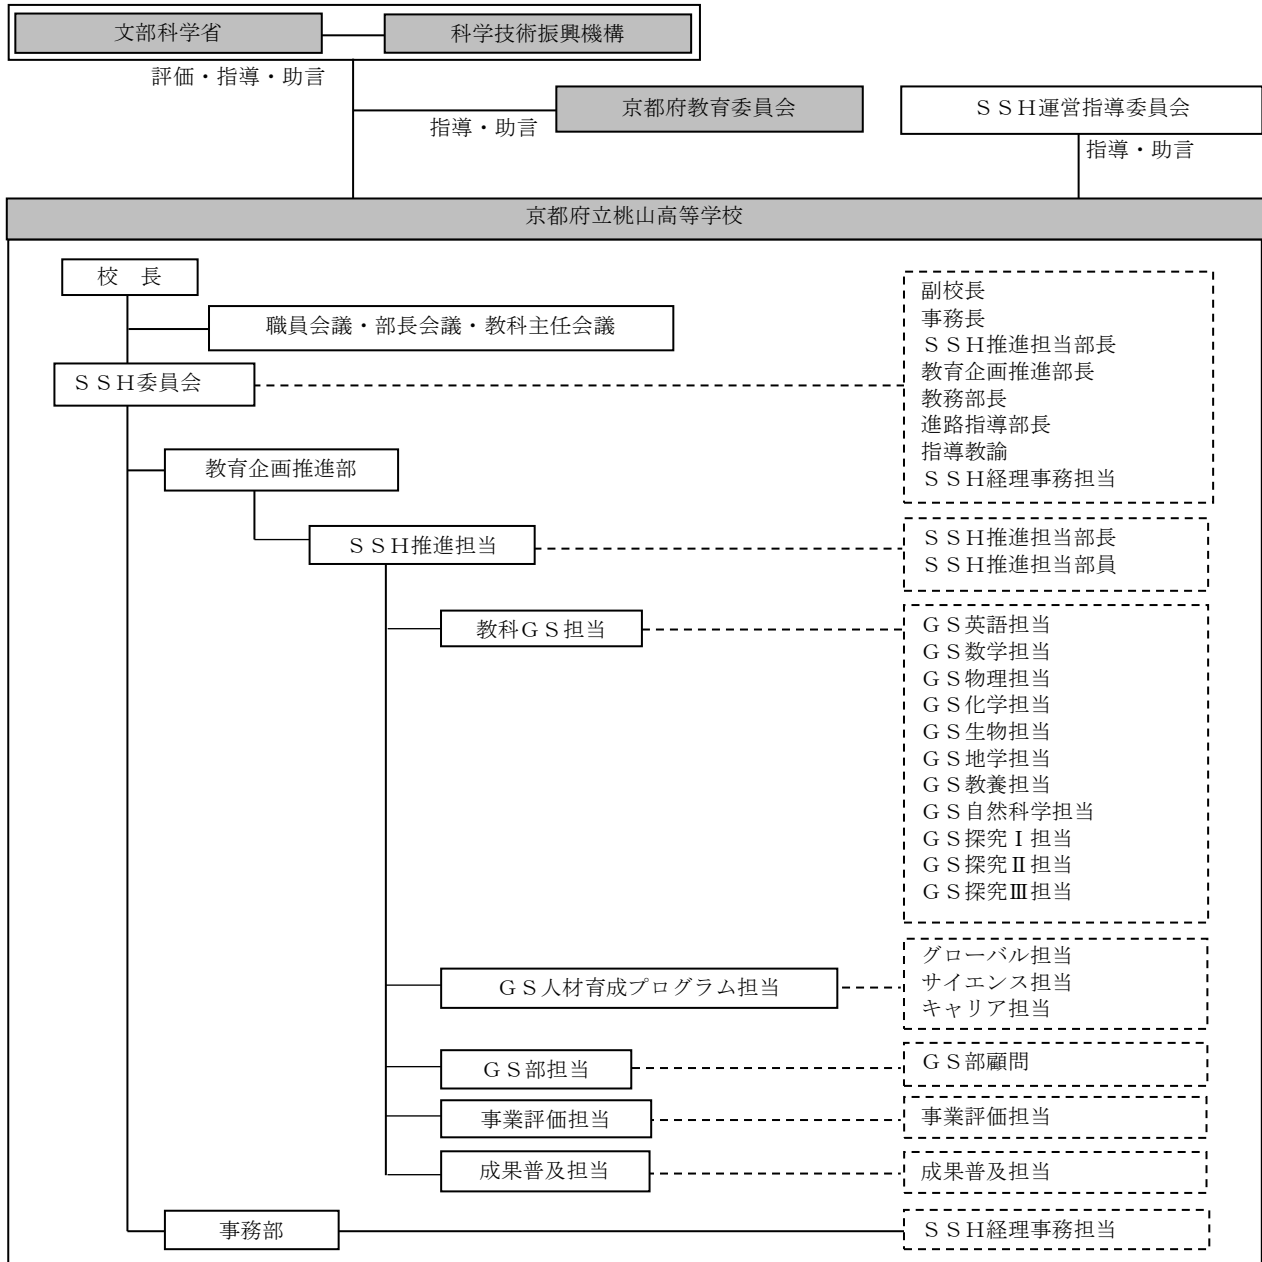 文部科学省
科学技術振興機構
評価・指導・助言
京都府教育委員会
指導・助言
ＳＳＨ運営指導委員会
指導・助言
京都府立桃山高等学校
校　長
職員会議・部長会議・教科主任会議
ＳＳＨ委員会
副校長
事務長
ＳＳＨ推進担当部長
教育企画推進部長
教務部長
進路指導部長
指導教諭
ＳＳＨ経理事務担当
教育企画推進部
ＳＳＨ推進担当
ＳＳＨ推進担当部長
ＳＳＨ推進担当部員
教科ＧＳ担当
ＧＳ英語担当
ＧＳ数学担当
ＧＳ物理担当
ＧＳ化学担当
ＧＳ生物担当
ＧＳ地学担当
ＧＳ教養担当
ＧＳ自然科学担当
ＧＳ探究Ⅰ担当
ＧＳ探究Ⅱ担当
ＧＳ探究Ⅲ担当
ＧＳ人材育成プログラム担当
グローバル担当
サイエンス担当
キャリア担当
ＧＳ部担当
ＧＳ部顧問
事業評価担当
事業評価担当
成果普及担当
成果普及担当
事務部
ＳＳＨ経理事務担当